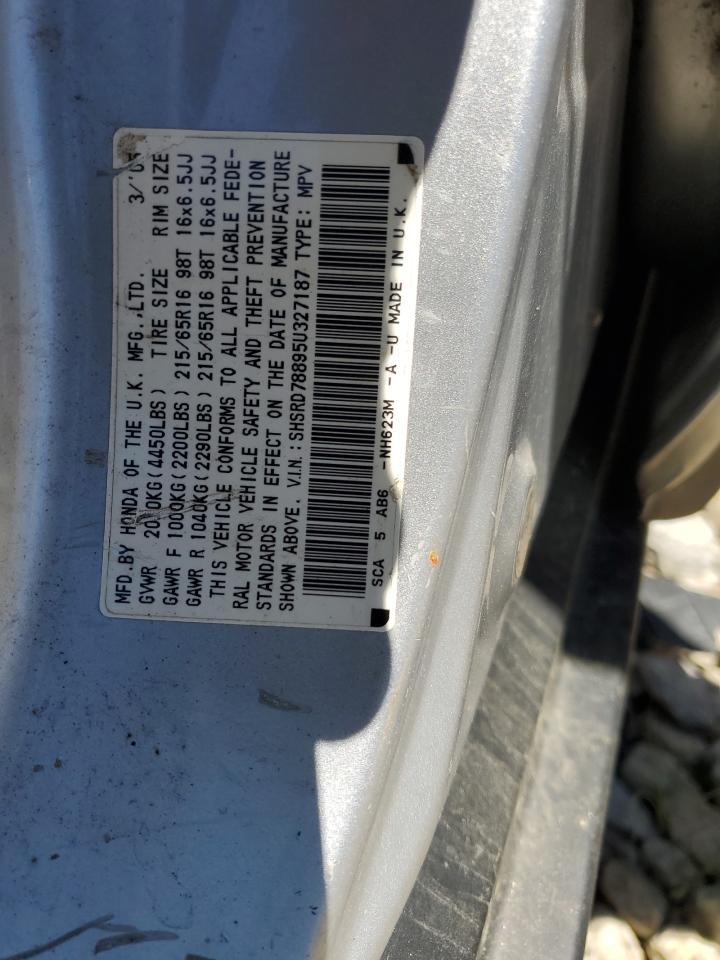 MFD.BY HONDA OF THE U.K. MFG.,LTD. 3/'05
GVWR 2020KG(4450LBS) TIRE SIZE RIM SIZE
GAWR F 1000KG(2200LBS) 215/65R16 98T 16x6.5JJ
GAWR R 1040KG(2290LBS) 215/65R16 98T 16x6.5JJ
THIS VEHICLE CONFORMS TO ALL APPLICABLE FEDE-
RAL MOTOR VEHICLE SAFETY AND THEFT PREVENTION
STANDARDS IN EFFECT ON THE DATE OF MANUFACTURE
SHOWN ABOVE. V.I.N.:SHSRD78895U327187 TYPE: MPV
SCA 5 AB6 -NH623M -A -U MADE IN U.K.